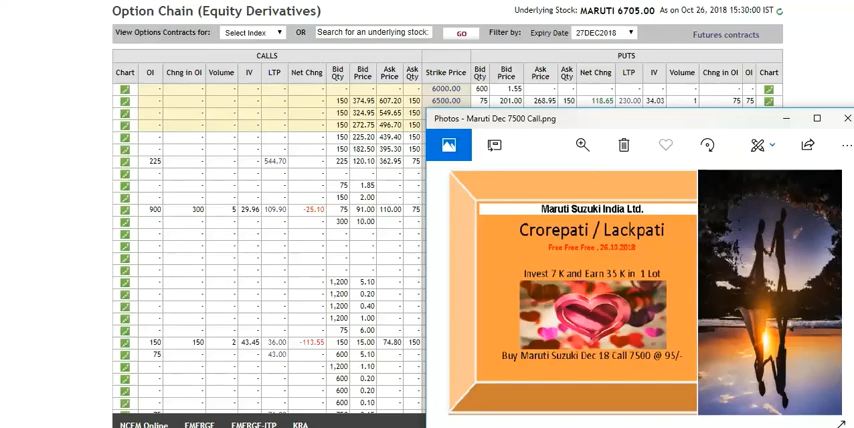 Option Chain (Equity Derivatives)
Underlying Stock: MARUTI 6705.00 As on Oct 26, 2018 15:30:00 IST
View Options Contracts for: Select Index OR Search for an underlying stock: GO Filter by: Expiry Date 27DEC2018 Futures contracts
CALLS PUTS
Chart OI Chng in OI Volume IV LTP Net Chng Bid Qty Bid Price Ask Price Ask Qty Strike Price Bid Qty Bid Price Ask Price Ask Qty Net Chng LTP IV Volume Chng in OI OI Chart
- - - - - - - - - - 6000.00 600 1.55 - - - - - - - -
- - - - - - 150 374.95 607.20 150 6500.00 75 201.00 268.95 150 118.65 230.00 34.03 1 75 75
- - - - - - 150 324.95 549.65 150
- - - - - - 150 272.75 496.70 150
- - - - - - 150 225.20 439.40 150
- - - - - - 150 182.50 395.30 150
225 - - - 544.70 - 225 120.10 362.95 75
- - - - - - - - - -
- - - - - - 75 1.85 - -
- - - - - - 150 2.00 - -
900 300 5 29.96 109.90 -25.10 75 91.00 110.00 75
- - - - - - 300 10.00 - -
- - - - - - - - - -
- - - - - - - - - -
- - - - - - - - - -
- - - - - - - - - -
- - - - - - 1,200 5.10 - -
- - - - - - 1,200 0.20 - -
- - - - - - 1,200 0.40 - -
- - - - - - 1,200 1.00 - -
- - - - - - 75 6.00 - -
150 150 2 43.45 36.00 -113.55 150 15.00 74.80 150
75 - - - 43.00 - 600 5.10 - -
- - - - - - 1,200 1.10 - -
- - - - - - 600 0.20 - -
- - - - - - 600 0.20 - -
- - - - - - 600 0.10 - -
NCFM Online EMERGE EMERGE-ITP KRA
Photos - Maruti Dec 7500 Call.png
Maruti Suzuki India Ltd.
Crorepati / Lackpati
Free Free Free , 26.10.2018
Invest 7 K and Earn 35 K in 1 Lot
Buy Maruti Suzuki Dec 18 Call 7500 @ 95/-